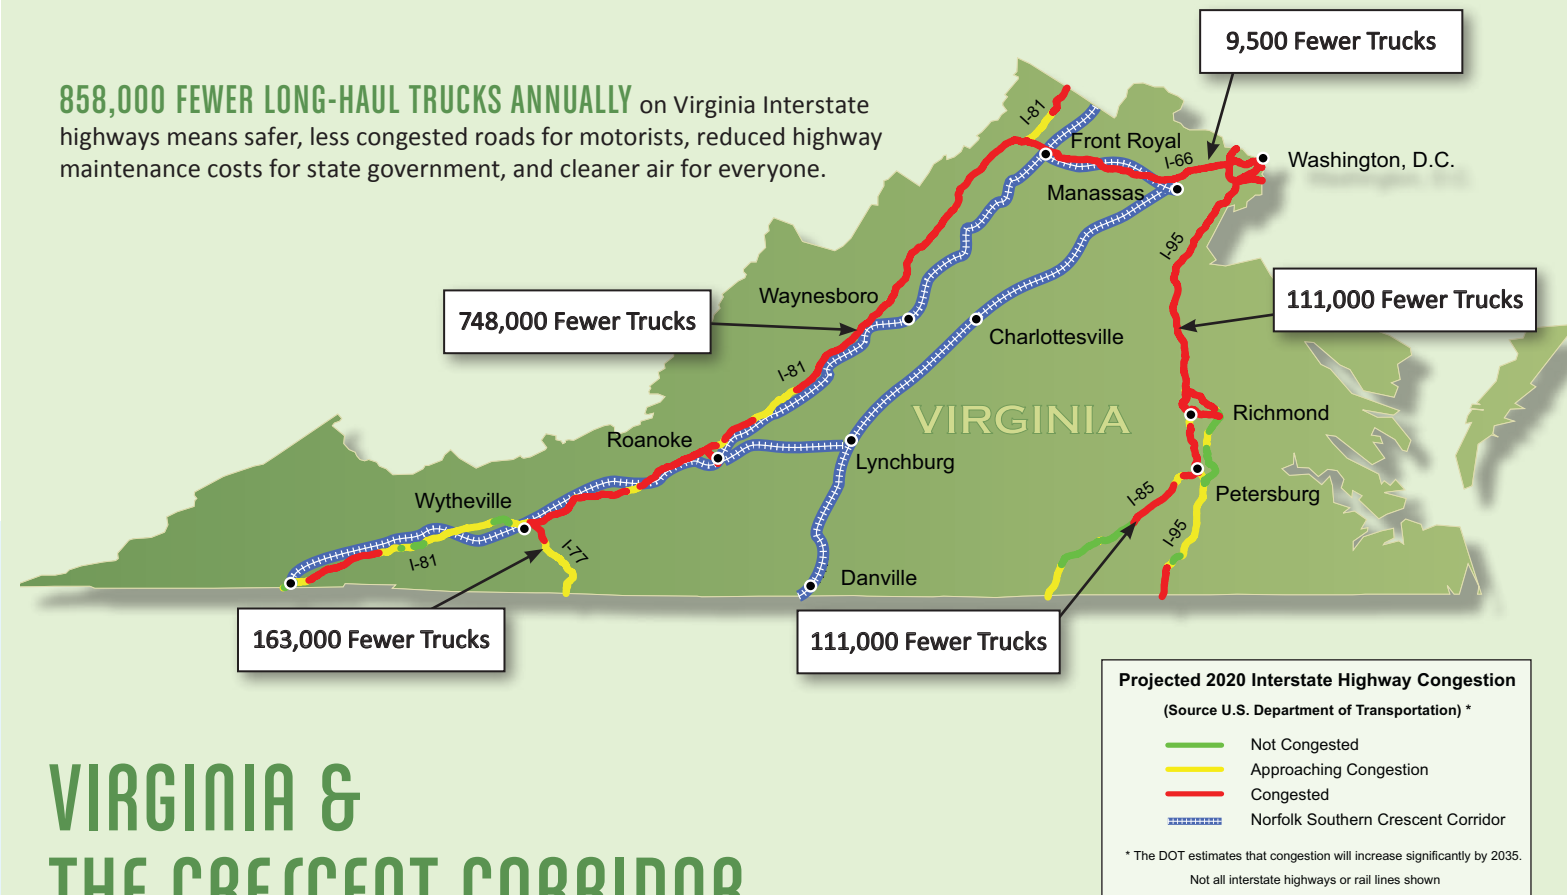 858,000 FEWER LONG-HAUL TRUCKS ANNUALLY on Virginia Interstate
highways means safer, less congested roads for motorists, reduced highway
maintenance costs for state government, and cleaner air for everyone.
9,500 Fewer Trucks
I-81
Front Royal
I-66
Washington, D.C.
Manassas
I-95
Waynesboro
111,000 Fewer Trucks
748,000 Fewer Trucks
Charlottesville
I-81
VIRGINIA
Richmond
Roanoke
Lynchburg
Wytheville
I-85
Petersburg
I-95
I-77
I-81
Danville
163,000 Fewer Trucks
111,000 Fewer Trucks
Projected 2020 Interstate Highway Congestion
(Source U.S. Department of Transportation) *
Not Congested
Approaching Congestion
Congested
Norfolk Southern Crescent Corridor
* The DOT estimates that congestion will increase significantly by 2035.
Not all interstate highways or rail lines shown
VIRGINIA &
THE CRESCENT CORRIDOR